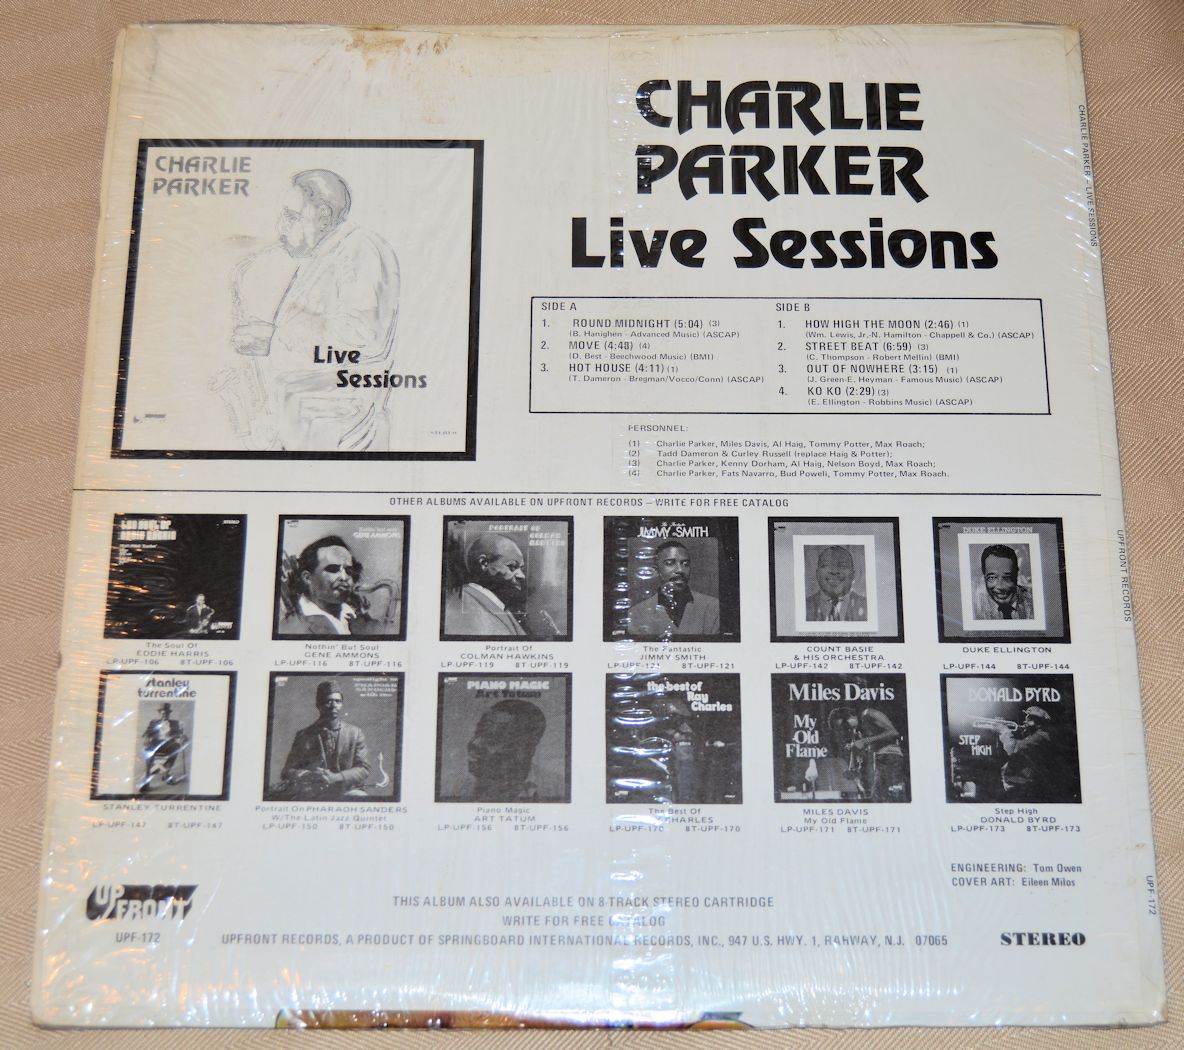 CHARLIE
PARKER
Live Sessions
CHARLIE
PARKER
Live
Sessions
STEREO
SIDE A
1. ROUND MIDNIGHT (5:04) (3)
(B. Hanighen - Advanced Music) (ASCAP)
2. MOVE (4:48) (4)
(D. Best - Beechwood Music) (BMI)
3. HOT HOUSE (4:11) (1)
(T. Dameron - Bregman/Vocco/Conn) (ASCAP)
SIDE B
1. HOW HIGH THE MOON (2:46) (1)
(Wm. Lewis, Jr.-N. Hamilton - Chappell & Co.) (ASCAP)
2. STREET BEAT (6:59) (3)
(C. Thompson - Robert Mellin) (BMI)
3. OUT OF NOWHERE (3:15) (1)
(J. Green-E. Heyman - Famous Music) (ASCAP)
4. KO KO (2:29) (3)
(E. Ellington - Robbins Music) (ASCAP)
PERSONNEL:
(1) Charlie Parker, Miles Davis, Al Haig, Tommy Potter, Max Roach;
(2) Tadd Dameron & Curley Russell (replace Haig & Potter);
(3) Charlie Parker, Kenny Dorham, Al Haig, Nelson Boyd, Max Roach;
(4) Charlie Parker, Fats Navarro, Bud Powell, Tommy Potter, Max Roach.
CHARLIE PARKER - LIVE SESSIONS
UPFRONT RECORDS
UPF-172
OTHER ALBUMS AVAILABLE ON UPFRONT RECORDS - WRITE FOR FREE CATALOG
JIMMY SMITH
DUKE ELLINGTON
The Soul Of
EDDIE HARRIS
LP-UPF-106 8T-UPF-106
Nothin' But Soul
GENE AMMONS
LP-UPF-116 8T-UPF-116
Portrait Of
COLMAN HAWKINS
LP-UPF-119 8T-UPF-119
The Fantastic
JIMMY SMITH
LP-UPF-121 8T-UPF-121
COUNT BASIE
& HIS ORCHESTRA
LP-UPF-142 8T-UPF-142
DUKE ELLINGTON
LP-UPF-144 8T-UPF-144
stanley
turrentine
PIANO MAGIC
Art Tatum
the best of
Ray
Charles
Miles Davis
My
Old
Flame
DONALD BYRD
STEP
HIGH
STANLEY TURRENTINE
LP-UPF-147 8T-UPF-147
Portrait On PHARAOH SANDERS
W/The Latin Jazz Quintet
LP-UPF-150 8T-UPF-150
Piano Magic
ART TATUM
LP-UPF-156 8T-UPF-156
The Best Of
CHARLES
LP-UPF-170 8T-UPF-170
MILES DAVIS
My Old Flame
LP-UPF-171 8T-UPF-171
Step High
DONALD BYRD
LP-UPF-173 8T-UPF-173
ENGINEERING: Tom Owen
COVER ART: Eileen Milos
UP
FRONT
UPF-172
THIS ALBUM ALSO AVAILABLE ON 8-TRACK STEREO CARTRIDGE
WRITE FOR FREE CATALOG
UPFRONT RECORDS, A PRODUCT OF SPRINGBOARD INTERNATIONAL RECORDS, INC., 947 U.S. HWY. 1, RAHWAY, N.J. 07065
STEREO